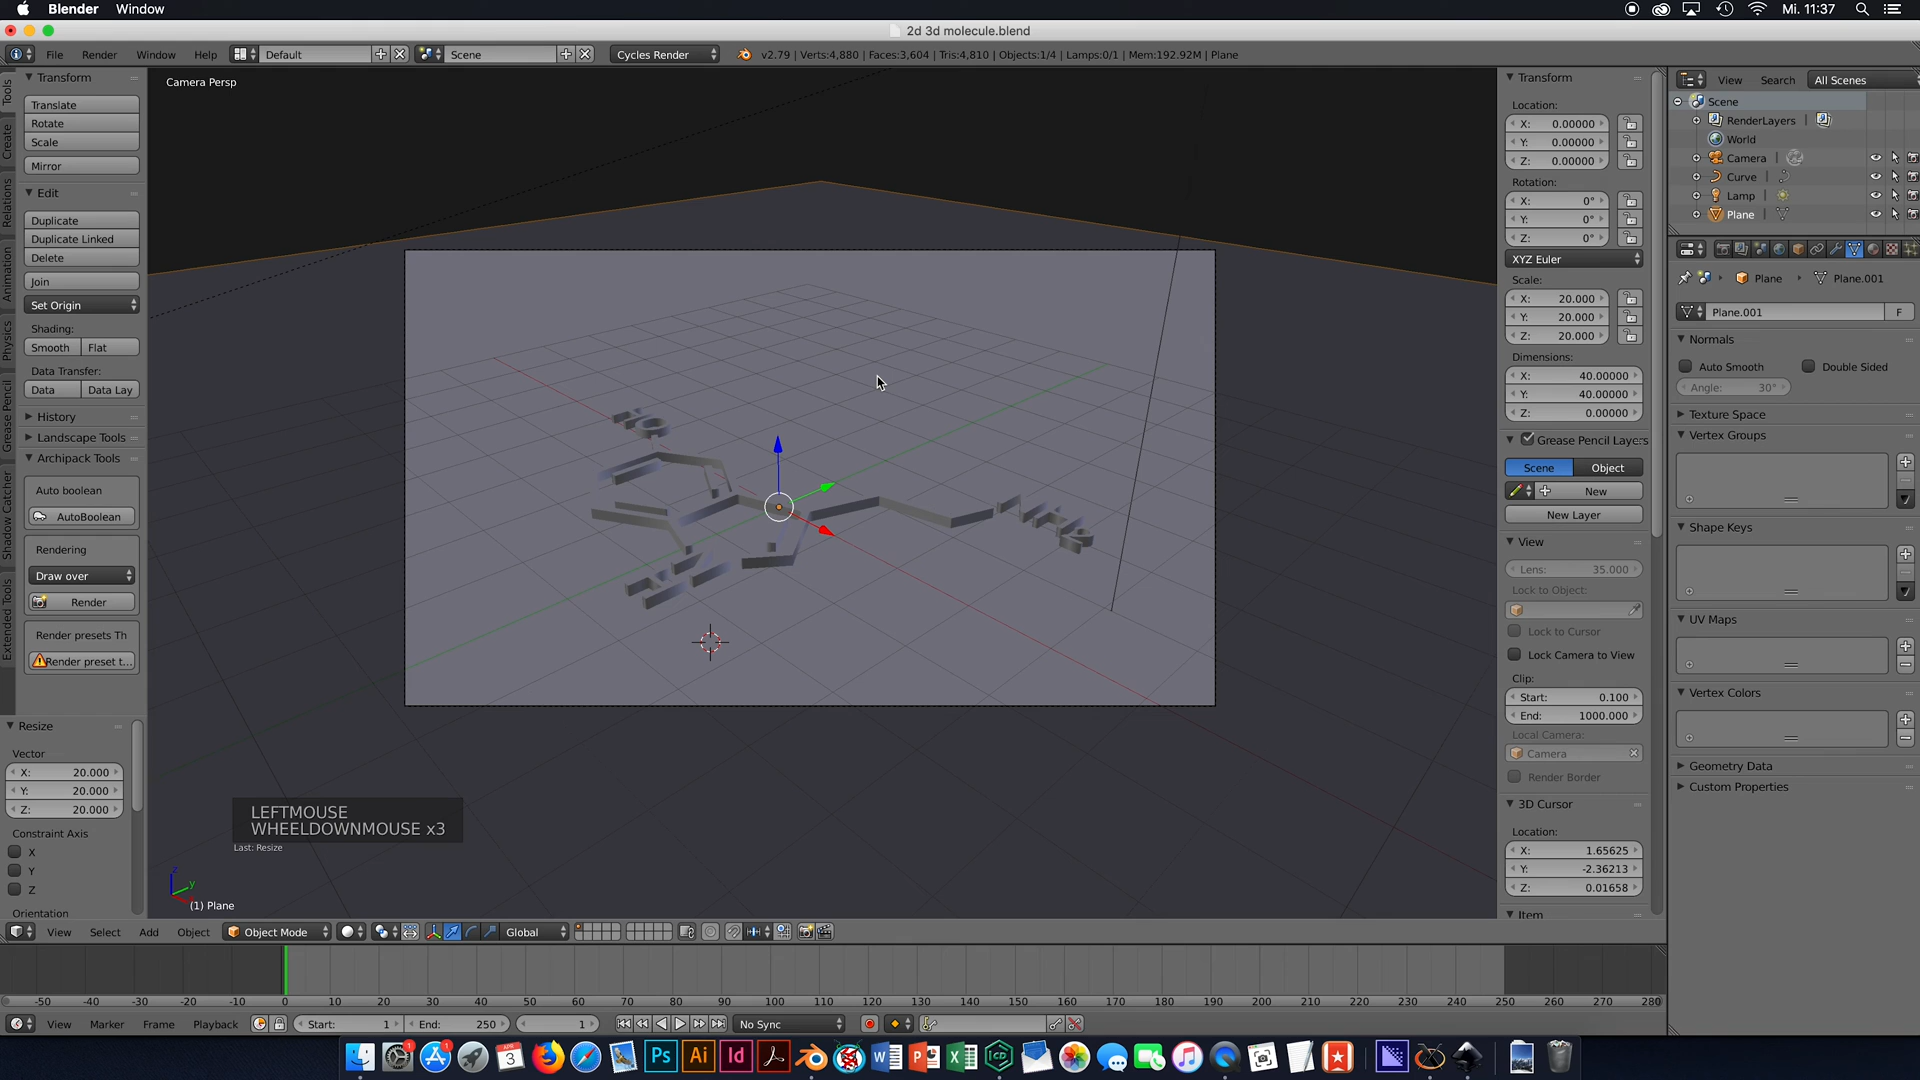 Blender Window
Mi. 11:37
2d 3d molecule.blend
File Render Window Help
Default
Scene
Cycles Render
v2.79 | Verts:4,880 | Faces:3,604 | Tris:4,810 | Objects:1/4 | Lamps:0/1 | Mem:192.92M | Plane
Tools
Create
Relations
Animation
Physics
Grease Pencil
Shadow Catcher
Extended Tools
Transform
Translate
Rotate
Scale
Mirror
Edit
Duplicate
Duplicate Linked
Delete
Join
Set Origin
Shading:
Smooth Flat
Data Transfer:
Data Data Lay
History
Landscape Tools
Archipack Tools
Auto boolean
AutoBoolean
Rendering
Draw over
Render
Render presets Th
Render preset t...
Resize
Vector
X: 20.000
Y: 20.000
Z: 20.000
Constraint Axis
X
Y
Z
Orientation
Camera Persp
LEFTMOUSE
WHEELDOWNMOUSE x3
Last: Resize
z
y
(1) Plane
Transform
Location:
X: 0.00000
Y: 0.00000
Z: 0.00000
Rotation:
X: 0°
Y: 0°
Z: 0°
XYZ Euler
Scale:
X: 20.000
Y: 20.000
Z: 20.000
Dimensions:
X: 40.00000
Y: 40.00000
Z: 0.00000
Grease Pencil Layers
Scene Object
New
New Layer
View
Lens: 35.000
Lock to Object:
Lock to Cursor
Lock Camera to View
Clip:
Start: 0.100
End: 1000.000
Local Camera:
Camera
Render Border
3D Cursor
Location:
X: 1.65625
Y: -2.36213
Z: 0.01658
Item
View Search All Scenes
Scene
RenderLayers
World
Camera
Curve
Lamp
Plane
Plane Plane.001
Plane.001 F
Normals
Auto Smooth Double Sided
Angle: 30°
Texture Space
Vertex Groups
Shape Keys
UV Maps
Vertex Colors
Geometry Data
Custom Properties
View Select Add Object Object Mode Global
-50 -40 -30 -20 -10 0 10 20 30 40 50 60 70 80 90 100 110 120 130 140 150 160 170 180 190 200 210 220 230 240 250 260 270 280
View Marker Frame Playback Start: 1 End: 250 1 No Sync
1
1
APR
3
Ps Ai Id